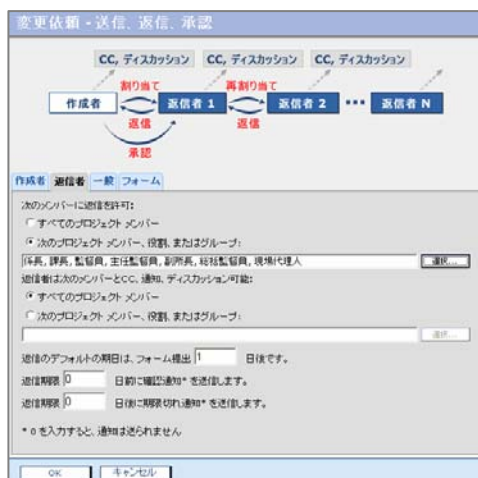 変更依頼 - 送信、返信、承認
CC, ディスカッション CC, ディスカッション CC, ディスカッション
割り当て 再割り当て
作成者 返信者 1 返信者 2 ••• 返信者 N
返信 返信
承認
作成者 返信者 一般 フォーム
次のメンバーに返信を許可:
すべてのプロジェクト メンバー
次のプロジェクト メンバー、役割、またはグループ:
係長, 課長, 監督員, 主任監督員, 副所長, 総括監督員, 現場代理人 選択...
返信者は次のメンバーとCC、通知、ディスカッション可能:
すべてのプロジェクト メンバー
次のプロジェクト メンバー、役割、またはグループ:
選択...
返信のデフォルトの期日は、フォーム提出 1 日後です。
返信期限 0 日前に確認通知* を送信します。
返信期限 0 日後に期限切れ通知* を送信します。
* 0 を入力すると、通知は送られません
OK キャンセル